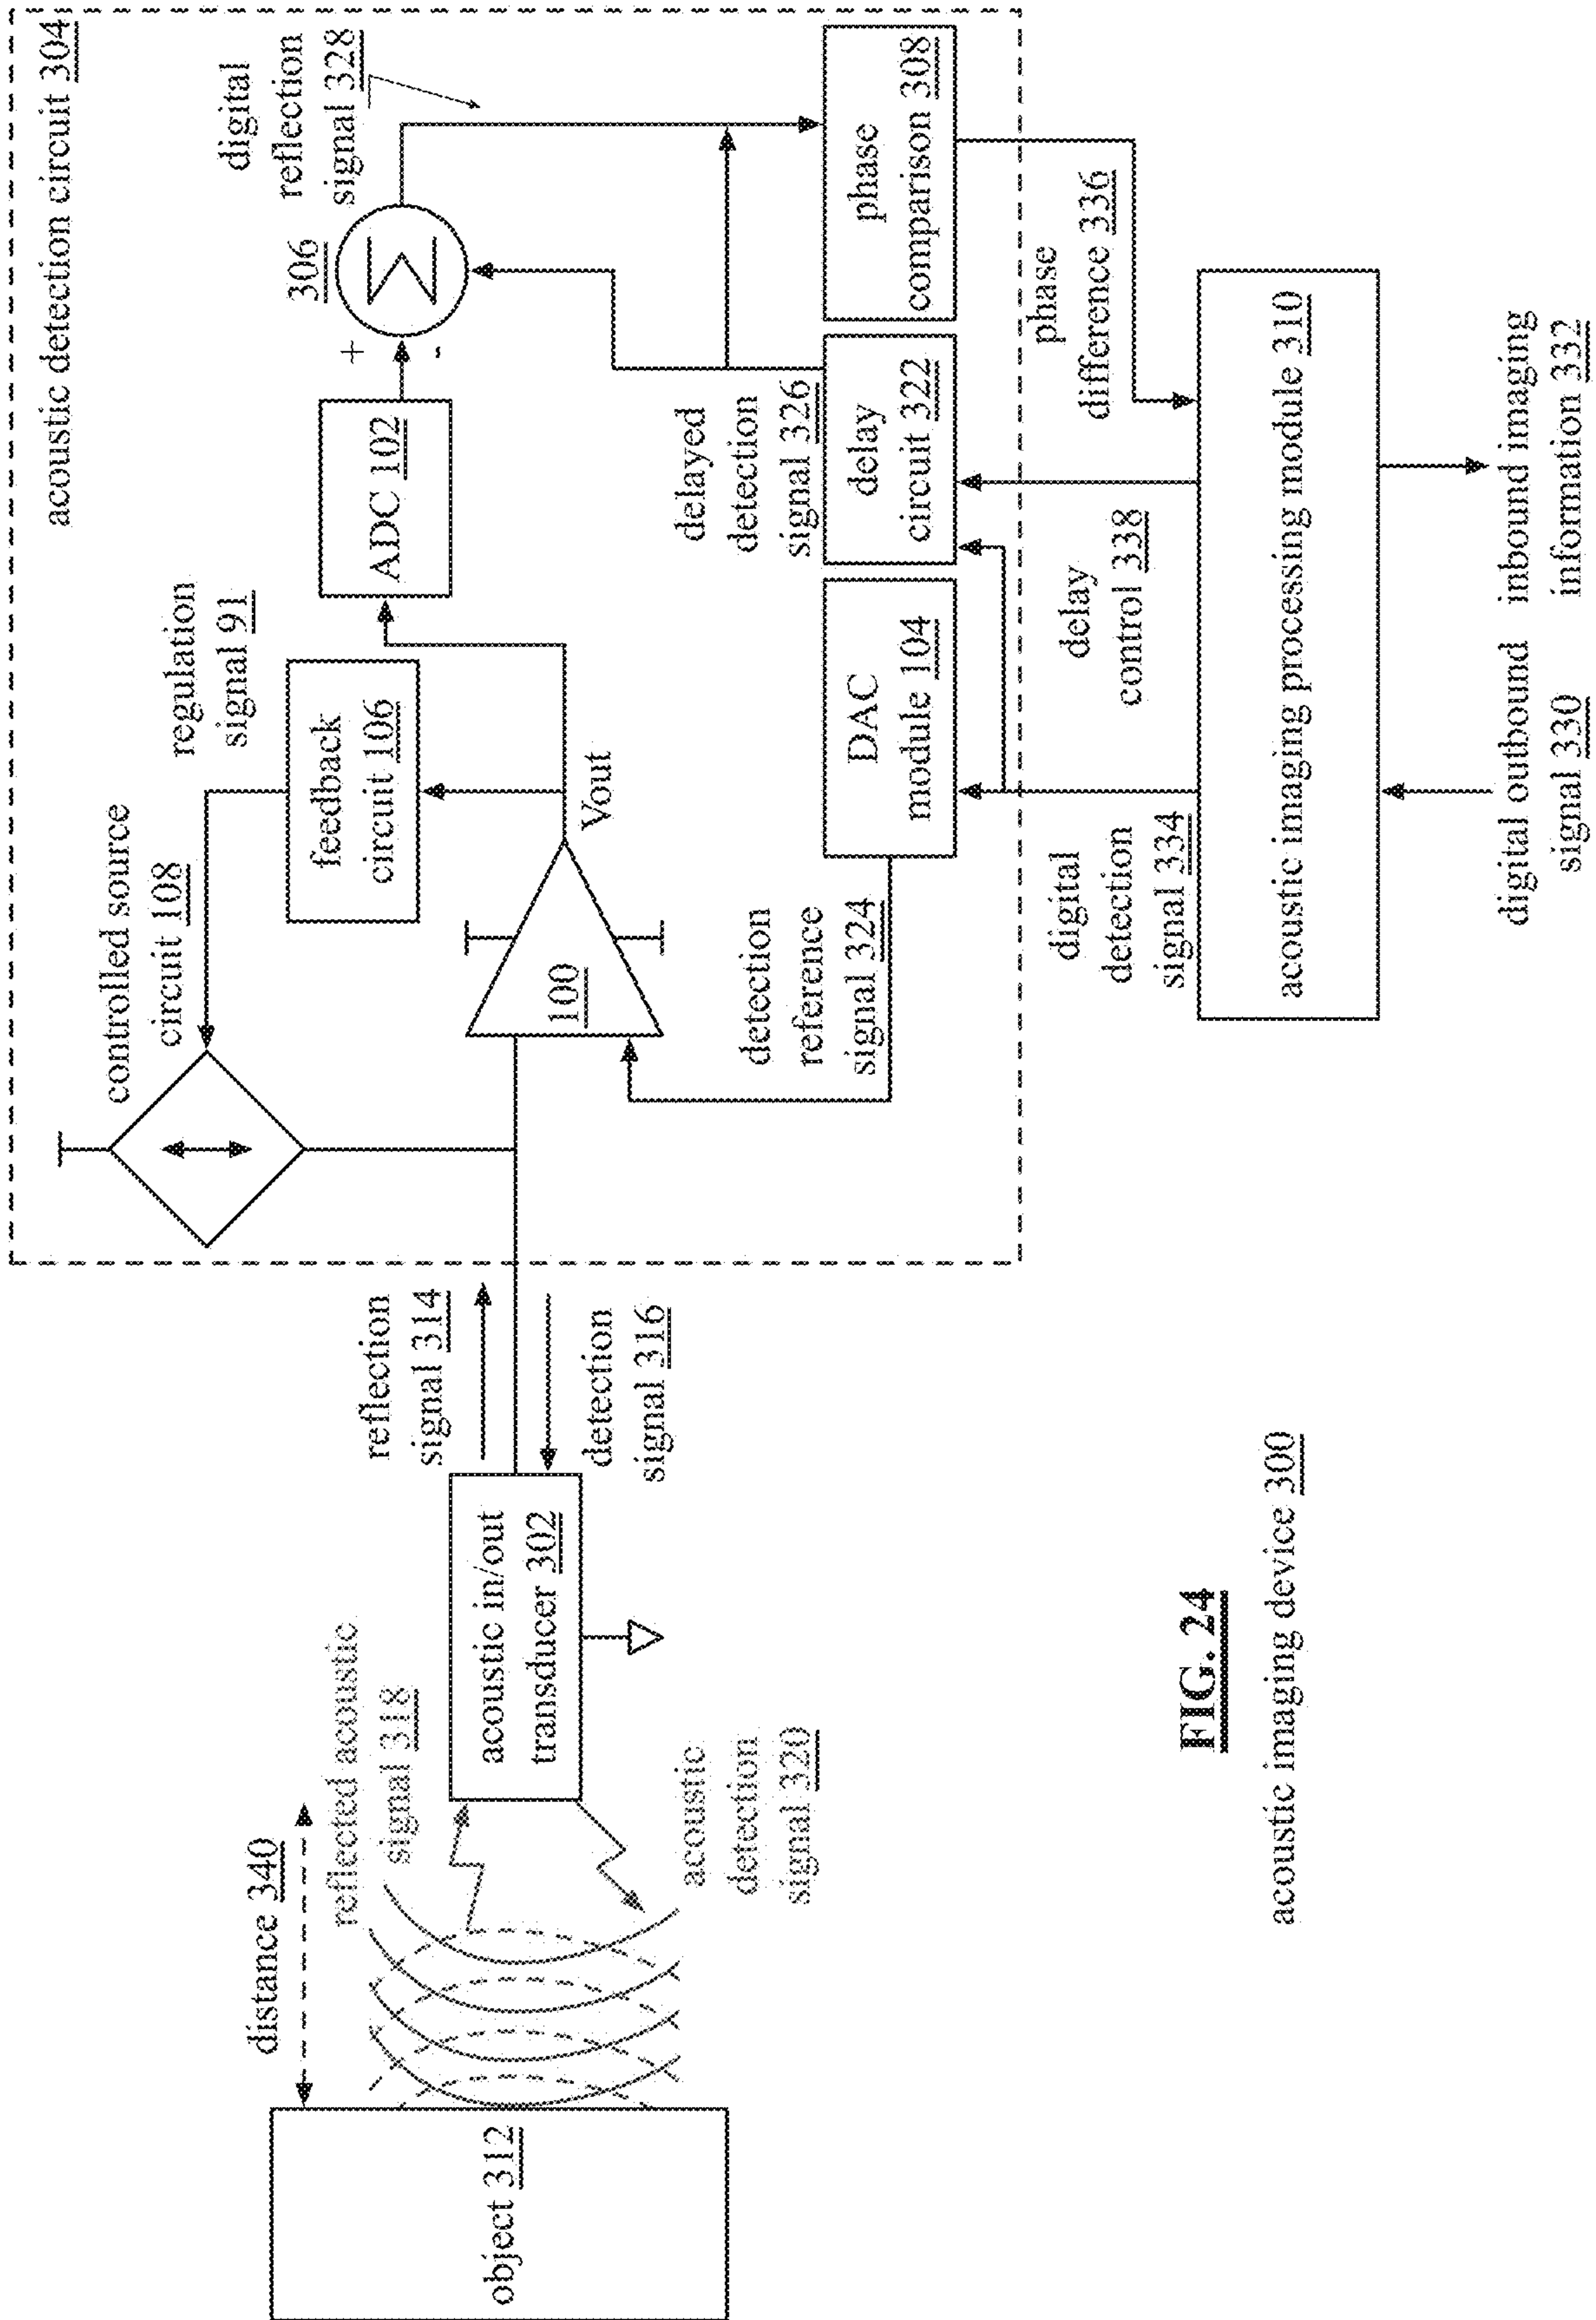 acoustic detection circuit 304
controlled source
circuit 108
regulation
signal 91
feedback
circuit 106
ADC 102
306
+
-
Σ
digital
reflection
signal 328
100
Vout
delayed
detection
signal 326
detection
reference
signal 324
DAC
module 104
delay
circuit 322
phase
comparison 308
distance 340
reflected acoustic
signal 318
object 312
acoustic in/out
transducer 302
reflection
signal 314
detection
signal 316
acoustic
detection
signal 320
digital
detection
signal 334
delay
control 338
phase
difference 336
acoustic imaging processing module 310
digital outbound
signal 330
inbound imaging
information 332
FIG. 24
acoustic imaging device 300